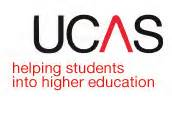 UCAS
helping students
into higher education